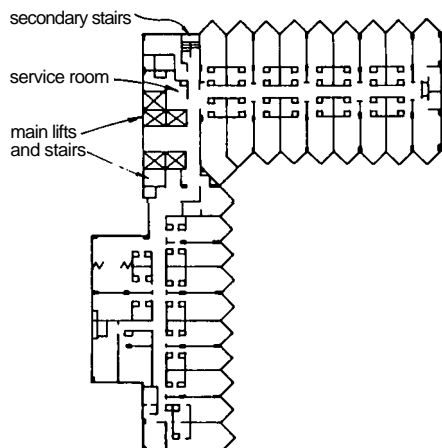 secondary stairs
service room
main lifts
and stairs